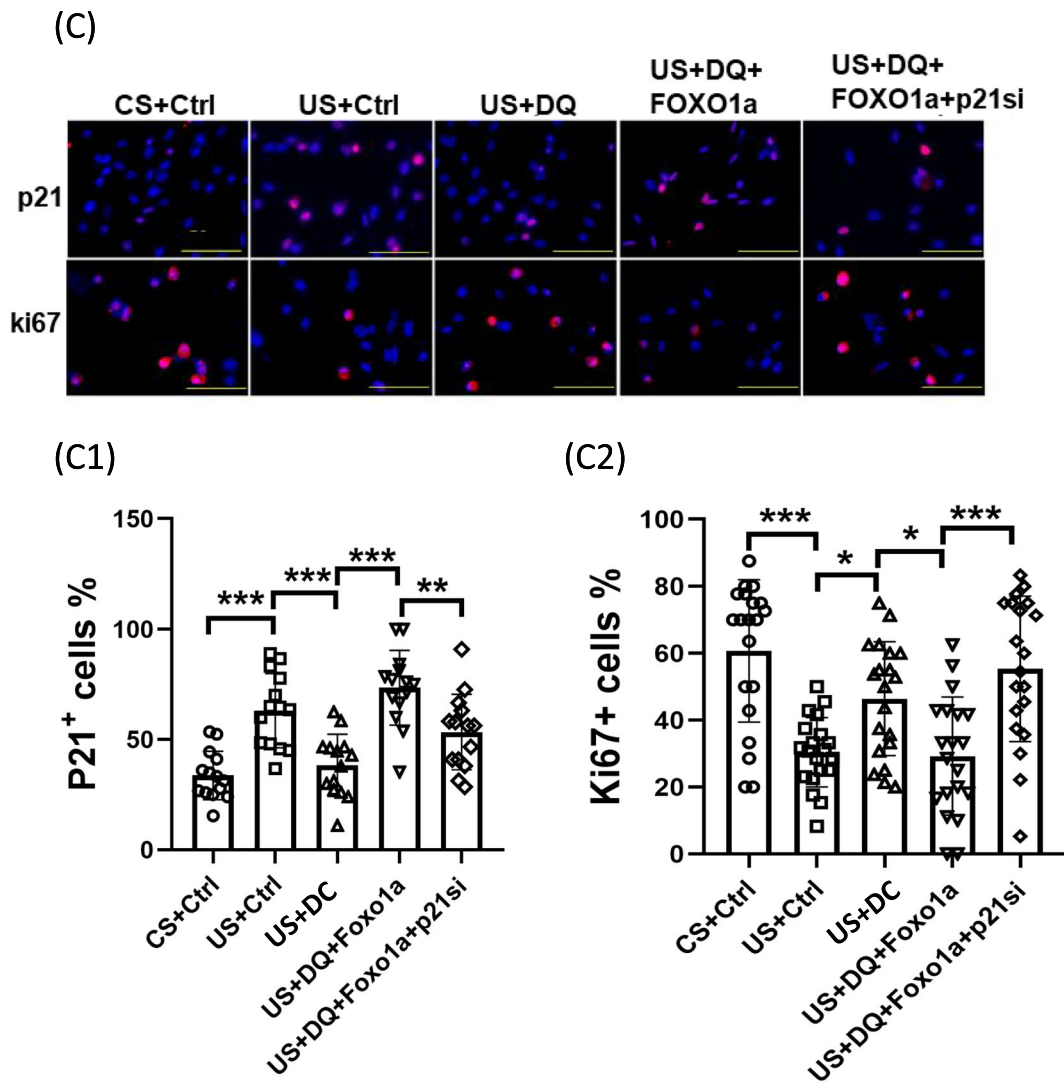 (C)
CS+Ctrl
US+Ctrl
US+DQ
US+DQ+
FOXO1a
US+DQ+
FOXO1a+p21si
p21
ki67
(C1)
P21+ cells %
150
100
50
0
***
***
***
**
CS+Ctrl
US+Ctrl
US+DC
US+DQ+Foxo1a
US+DQ+Foxo1a+p21si
(C2)
Ki67+ cells %
100
80
60
40
20
0
***
*
*
***
CS+Ctrl
US+Ctrl
US+DC
US+DQ+Foxo1a
US+DQ+Foxo1a+p21si